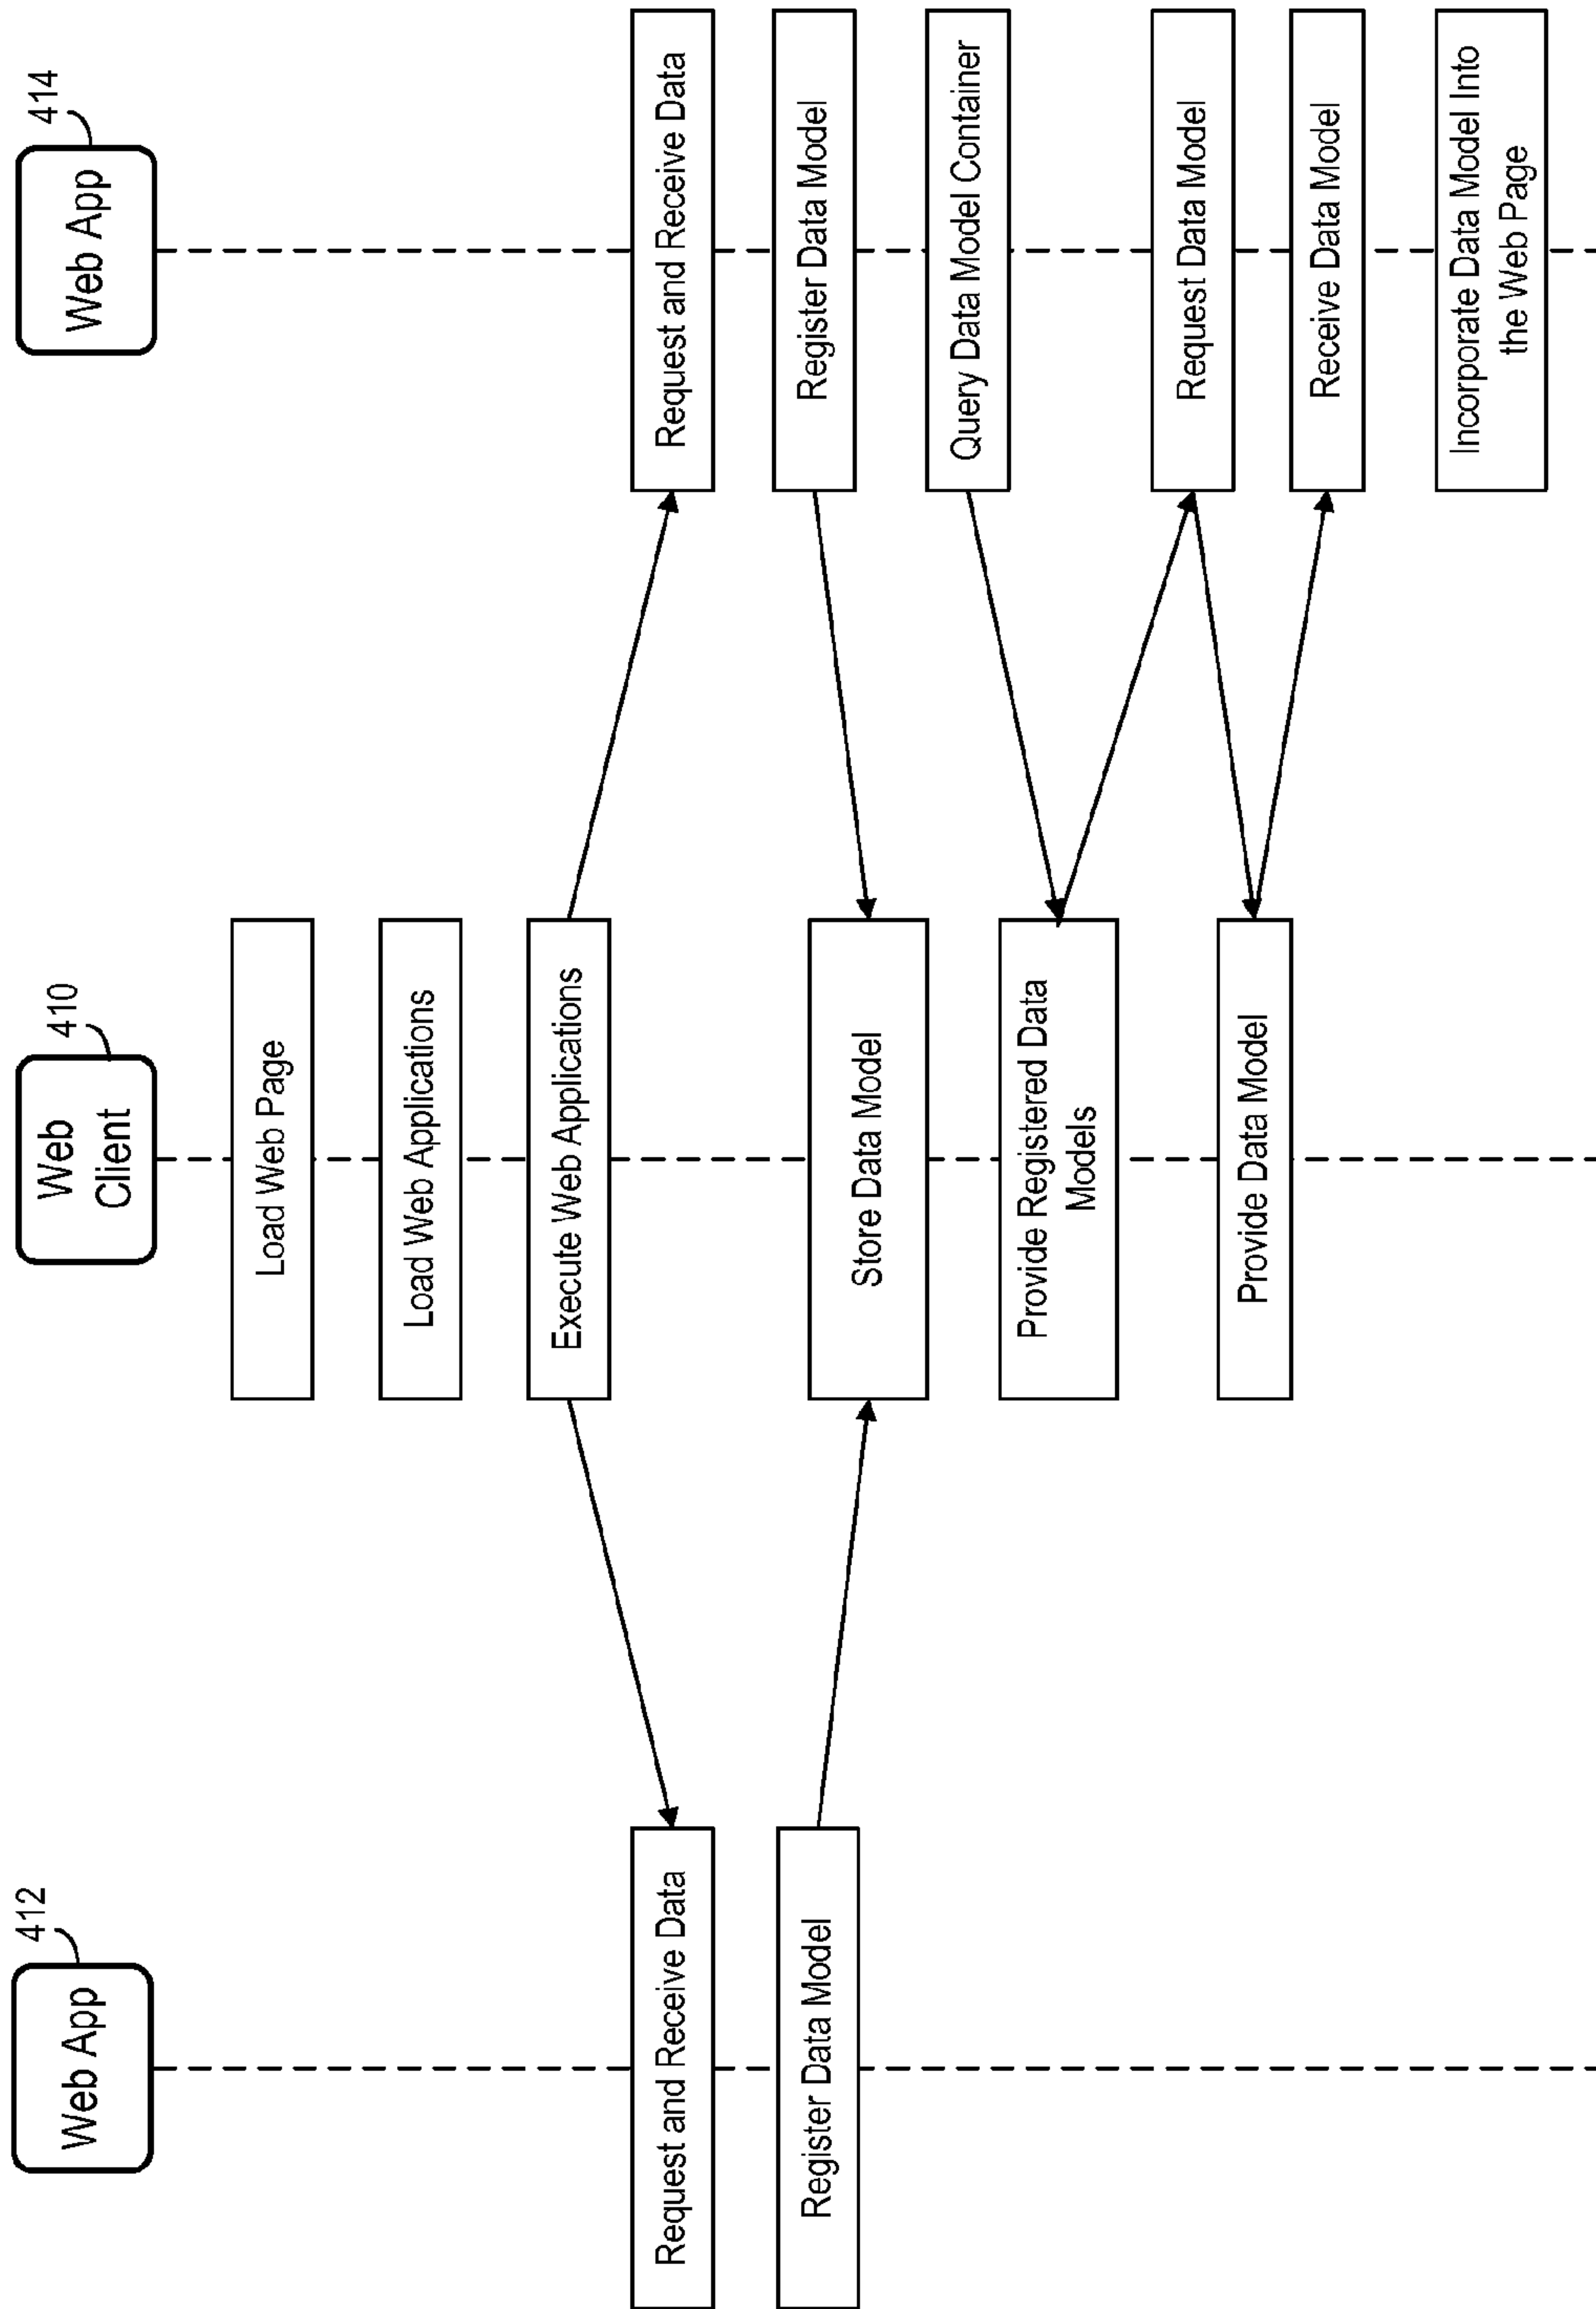 412
Web App
410
Web
Client
414
Web App
Load Web Page
Load Web Applications
Execute Web Applications
Request and Receive Data
Request and Receive Data
Register Data Model
Register Data Model
Store Data Model
Query Data Model Container
Provide Registered Data
Models
Request Data Model
Provide Data Model
Receive Data Model
Incorporate Data Model Into
the Web Page